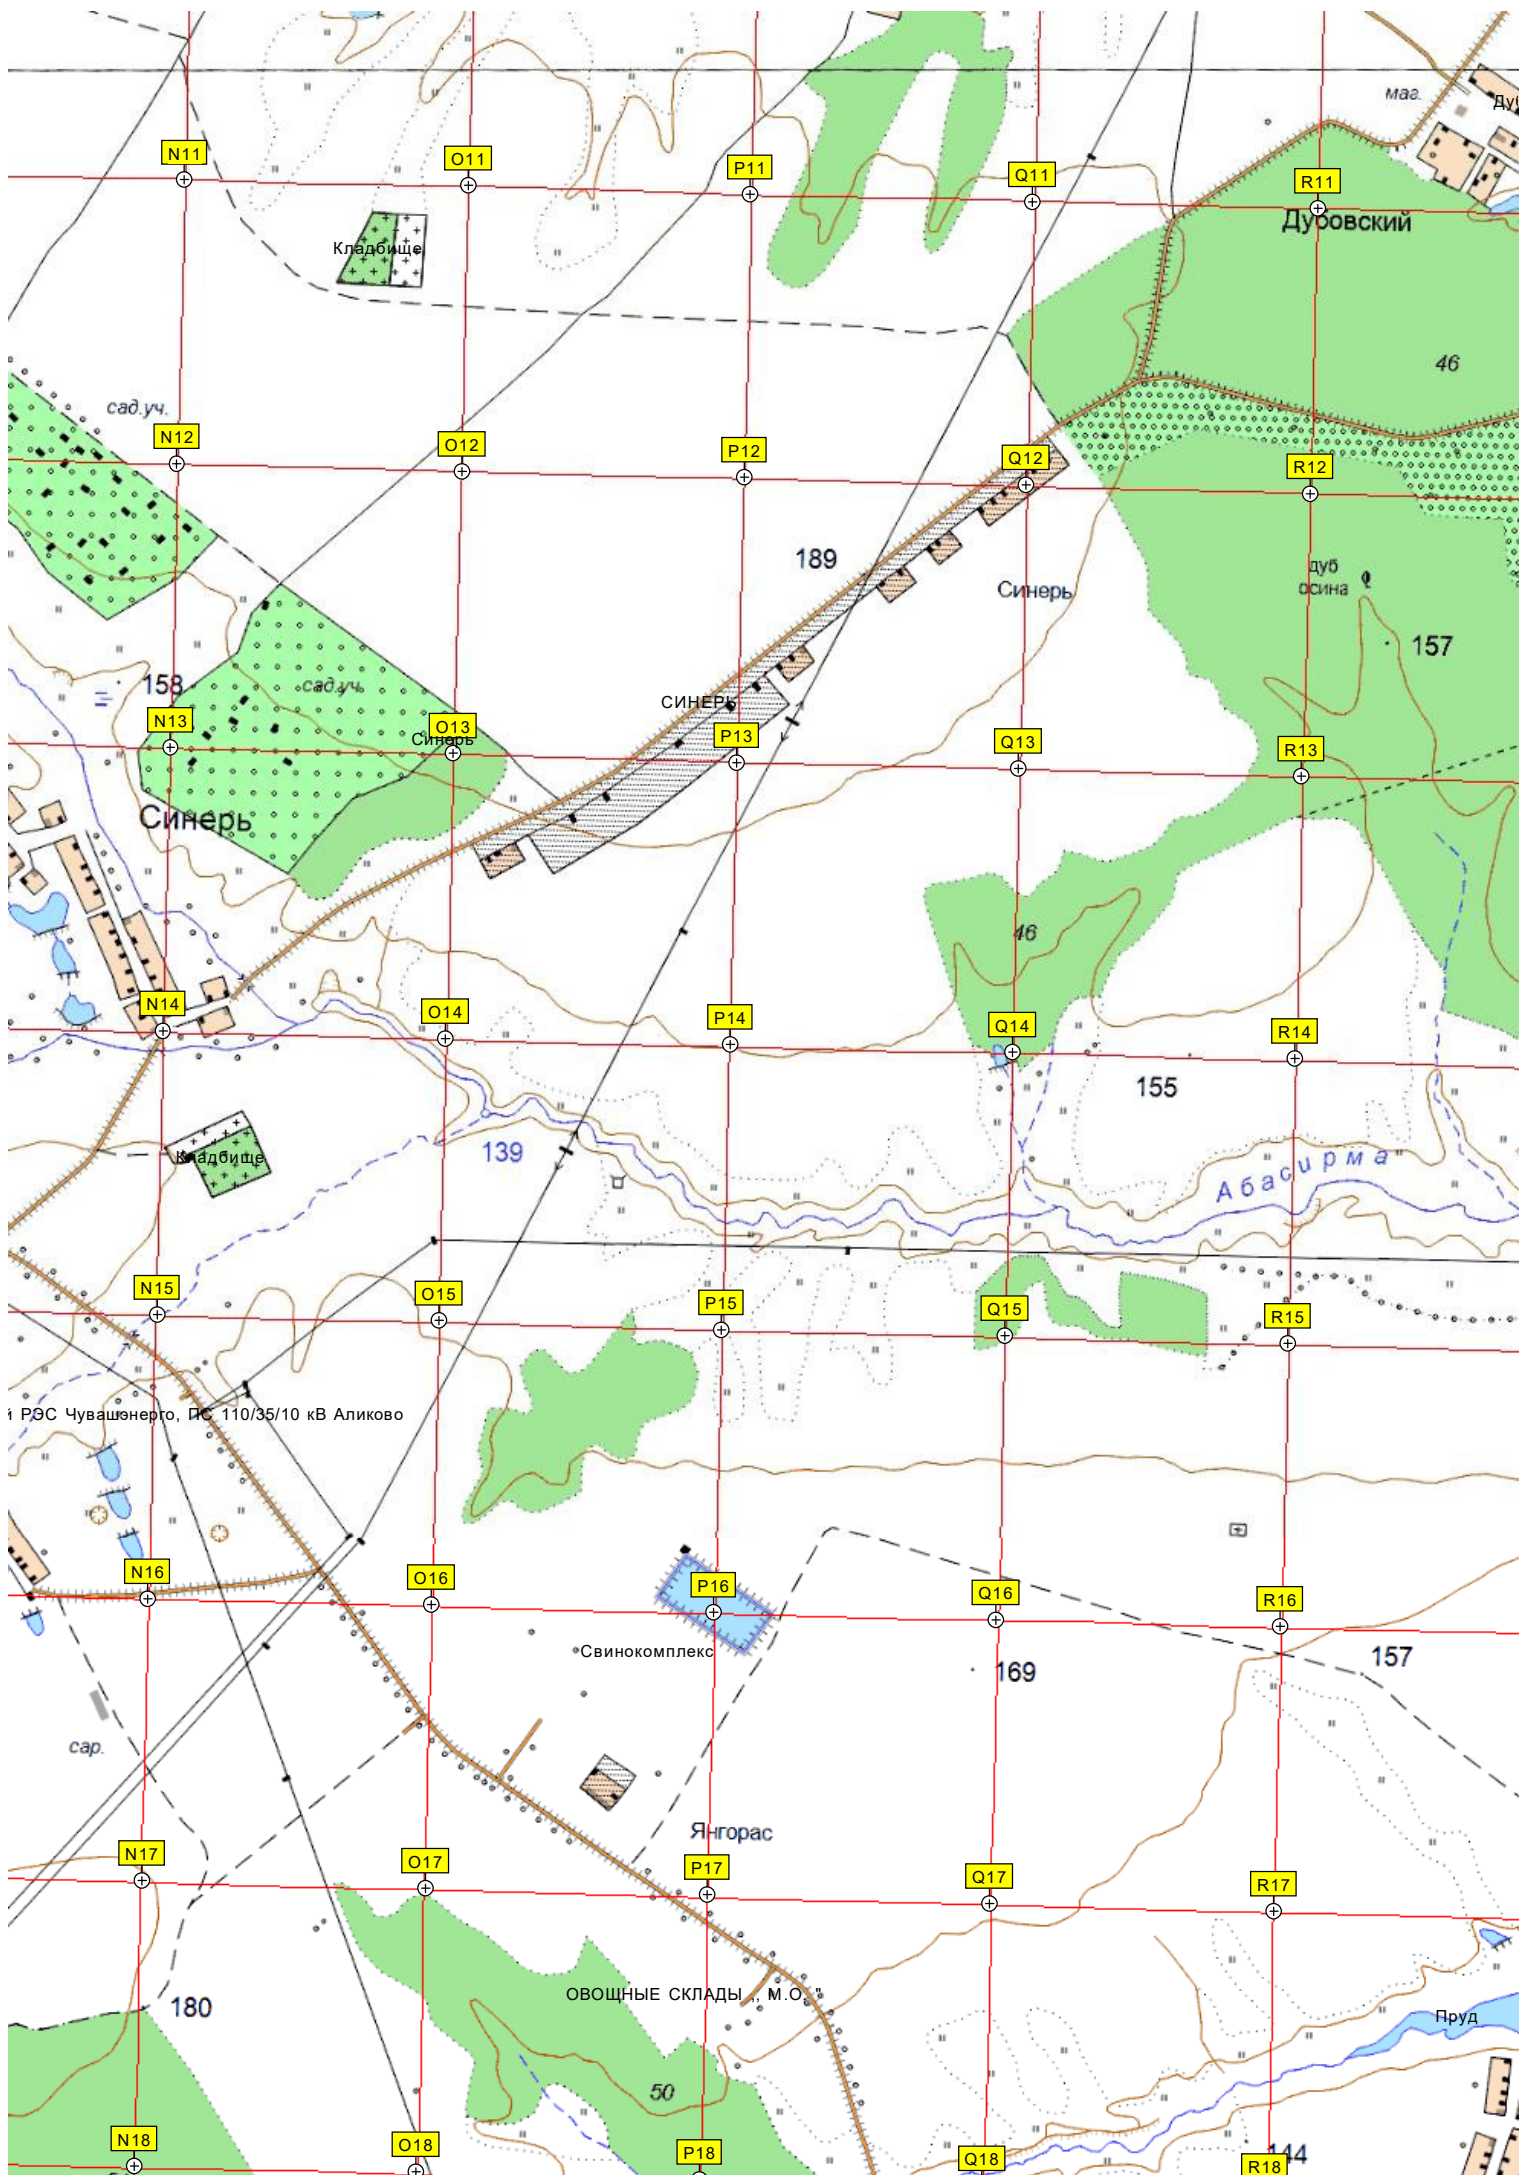 маг.
N11
O11
P11
Q11
R11
Дубовский
Кладбище
46
сад.уч.
N12
O12
P12
Q12
R12
189
дуб
осина
Синерь
157
158
сад.уч.
СИНЕРЬ
N13
O13
P13
Q13
R13
Синерь
Синерь
46
N14
O14
P14
Q14
R14
155
139
Кладбище
Абасирма
N15
O15
P15
Q15
R15
й РЭС Чувашэнерго, ПС 110/35/10 кВ Аликово
N16
O16
P16
Q16
R16
Свинокомплекс
169
157
сар.
Янгорас
N17
O17
P17
Q17
R17
180
ОВОЩНЫЕ СКЛАДЫ ,, М.О. "
Пруд
50
N18
O18
P18
Q18
R18
144